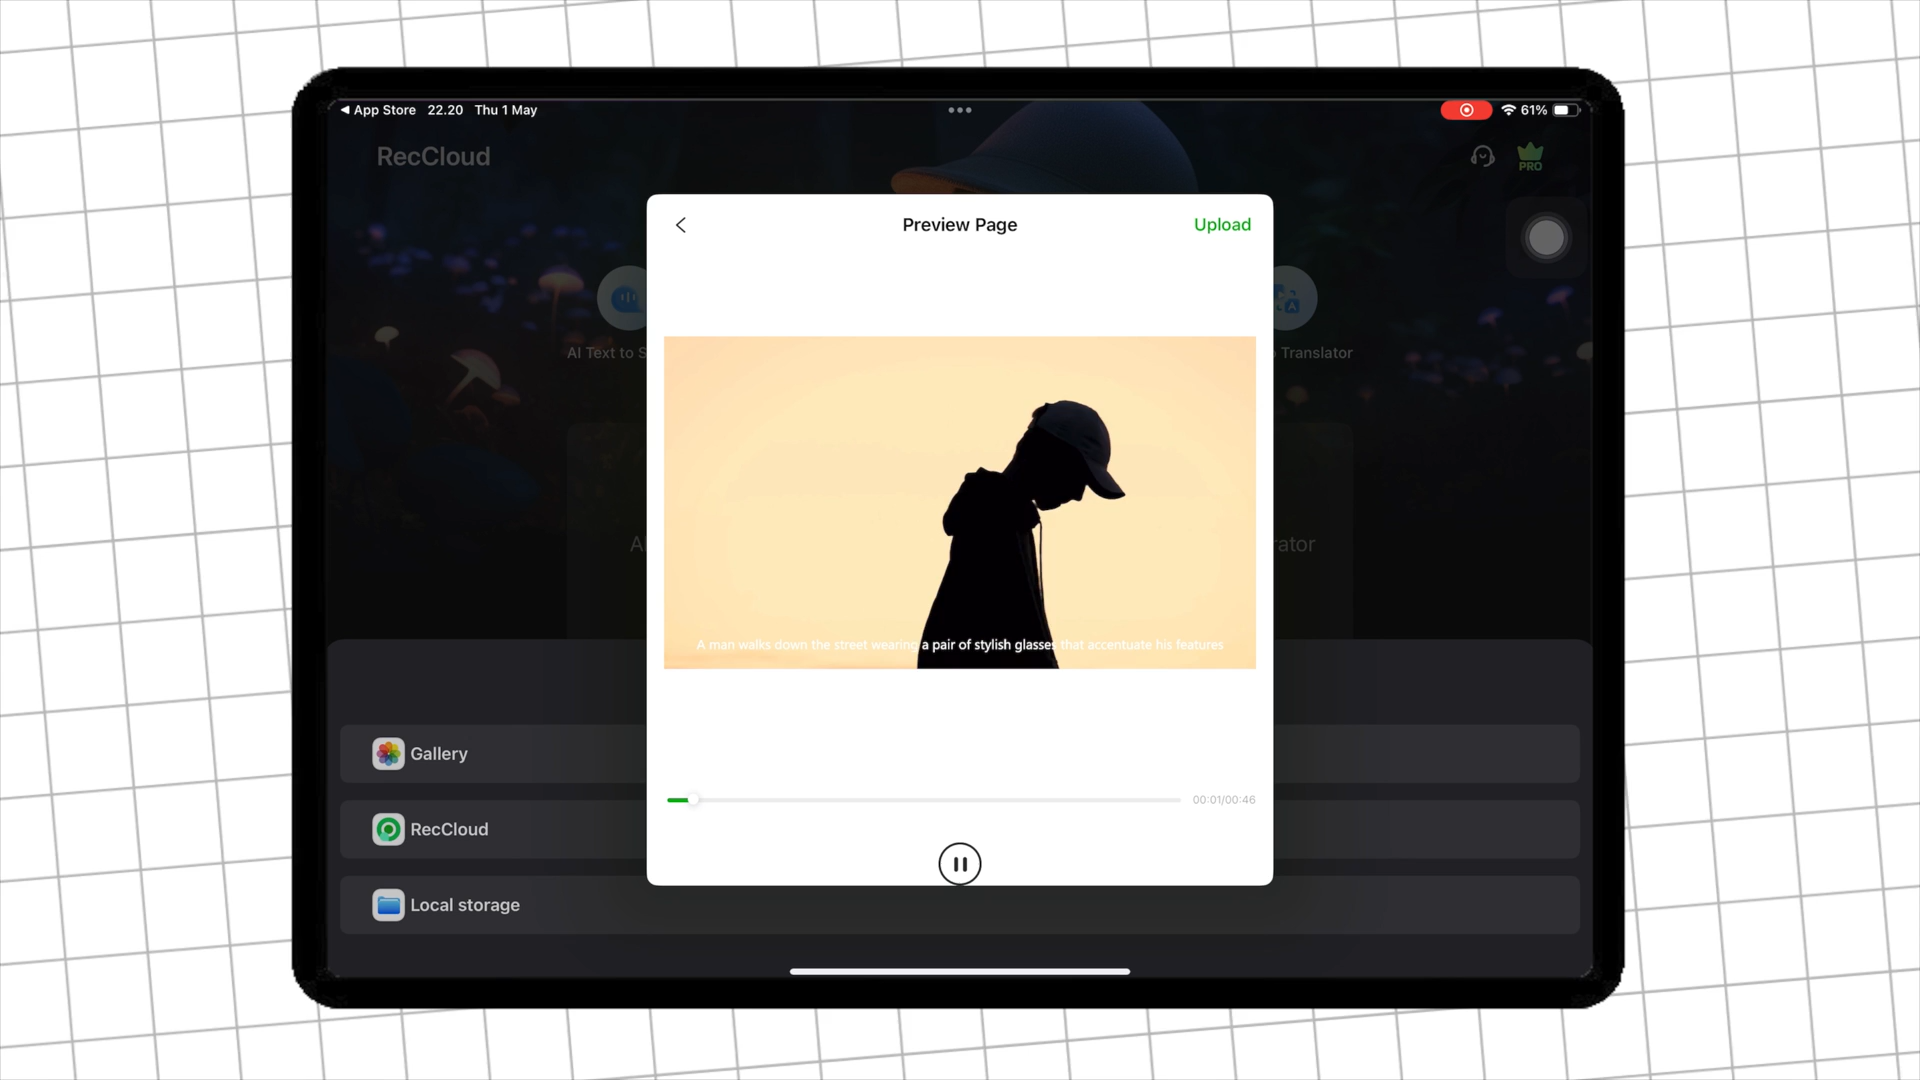 App Store 22.20 Thu 1 May
61%
RecCloud
PRO
Preview Page
Upload
AI Text to S
Translator
A man walks down the street wearing a pair of stylish glasses that accentuate his features
rator
Gallery
00:01/00:46
RecCloud
Local storage